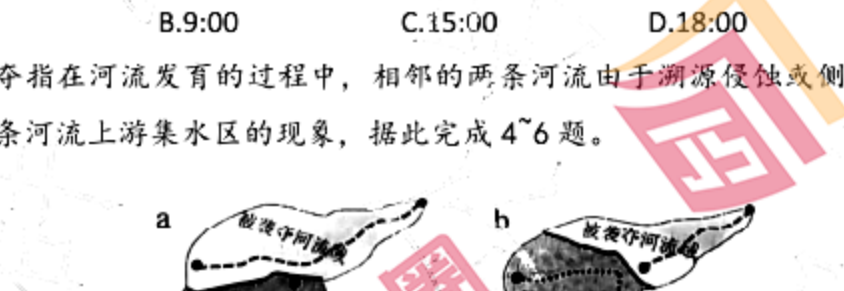 B.9:00 C.15:00 D.18:00
夺指在河流发育的过程中，相邻的两条河流由于溯源侵蚀或侧
条河流上游集水区的现象，据此完成 4~6 题。
a b
被袭夺河流域 被袭夺河流域